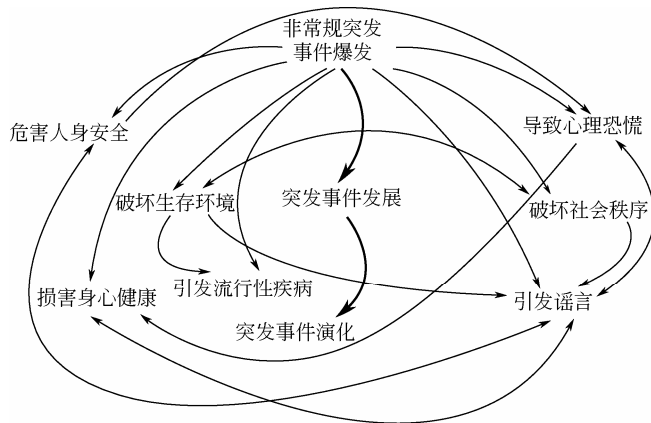 非常规突发
事件爆发
危害人身安全
导致心理恐慌
破坏生存环境
突发事件发展
破坏社会秩序
损害身心健康
引发流行性疾病
引发谣言
突发事件演化